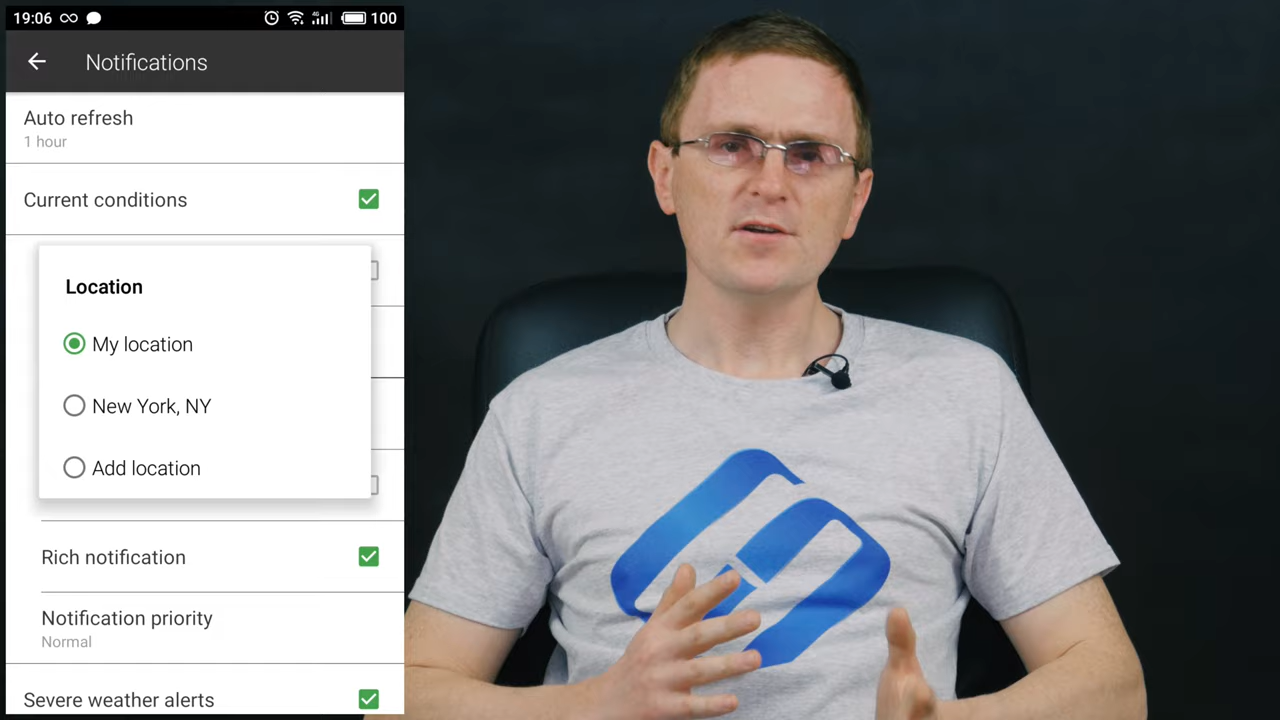 19:06 4G 100
Notifications
Auto refresh
1 hour
Current conditions
Location
My location
New York, NY
Add location
Rich notification
Notification priority
Normal
Severe weather alerts